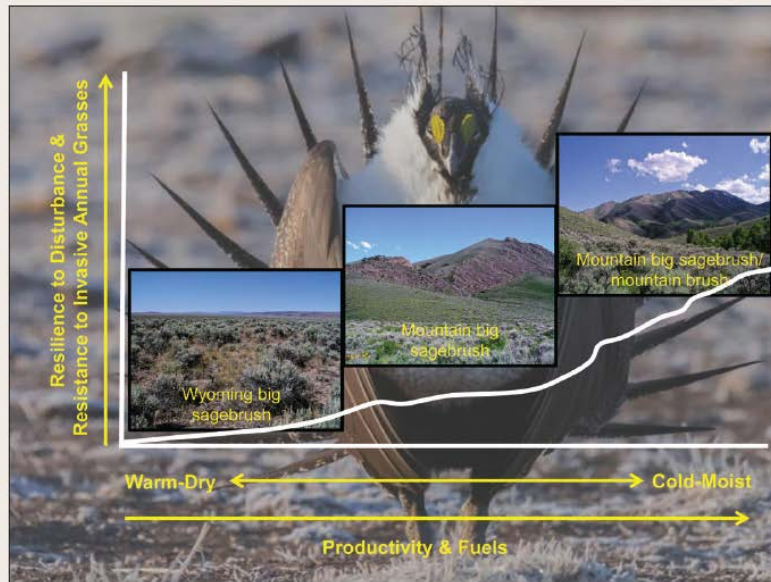 Resilience to Disturbance &
Resistance to Invasive Annual Grasses
Wyoming big
sagebrush
Mountain big
sagebrush
Mountain big sagebrush/
mountain brush
Warm-Dry
Cold-Moist
Productivity & Fuels